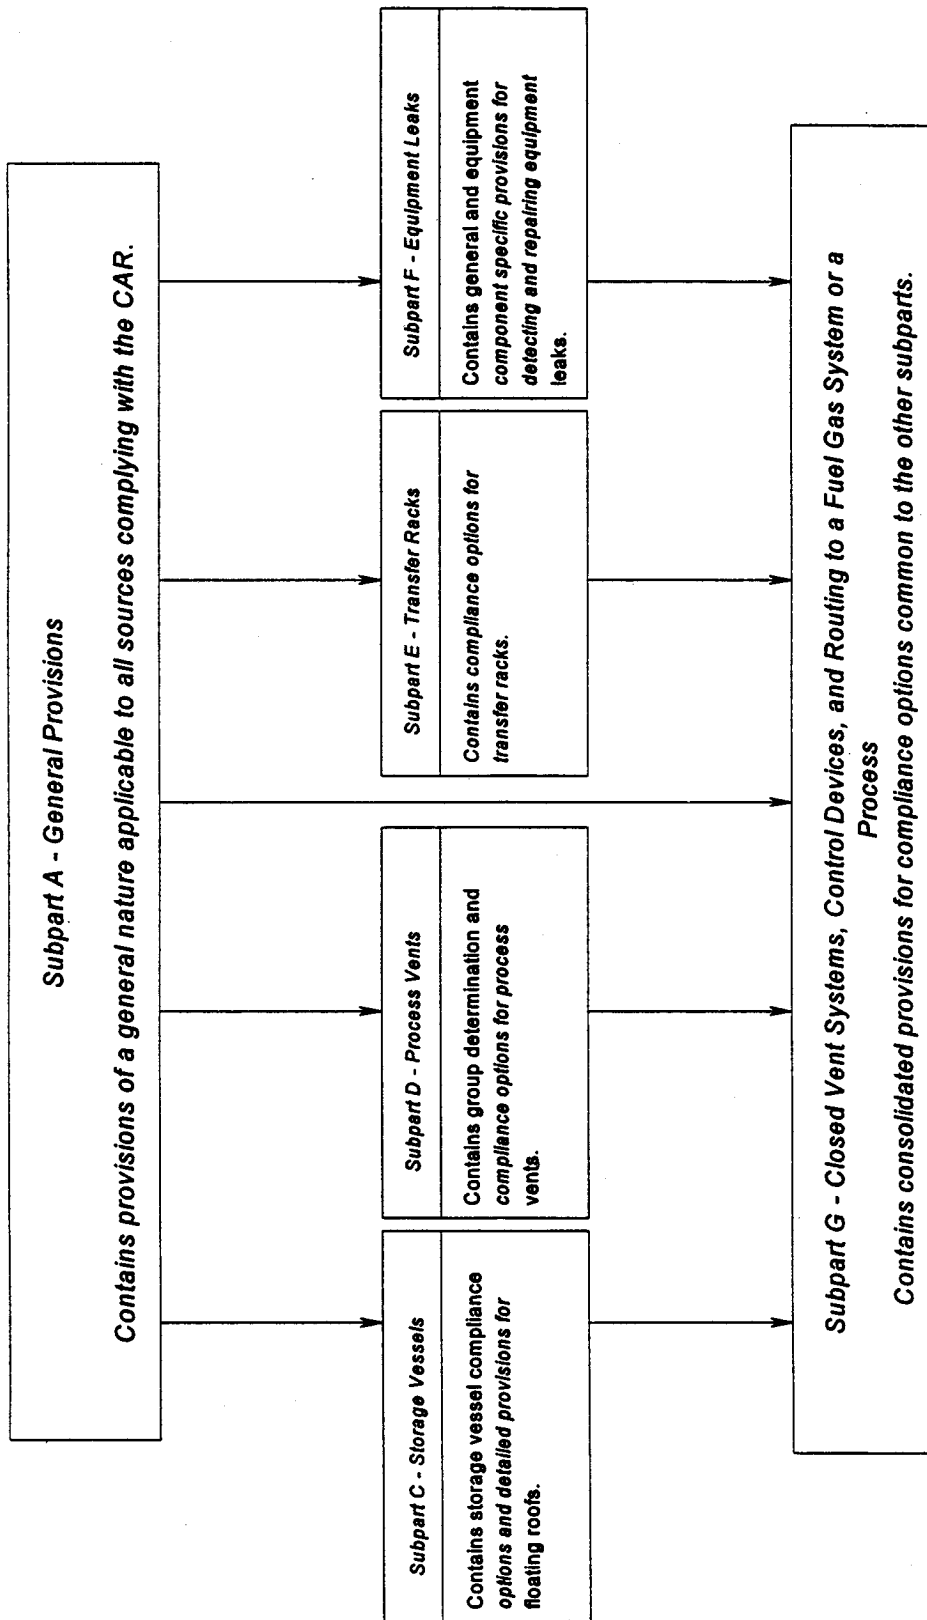 Subpart A - General Provisions
Contains provisions of a general nature applicable to all sources complying with the CAR.
Subpart C - Storage Vessels
Contains storage vessel compliance
options and detailed provisions for
floating roofs.
Subpart D - Process Vents
Contains group determination and
compliance options for process
vents.
Subpart E - Transfer Racks
Contains compliance options for
transfer racks.
Subpart F - Equipment Leaks
Contains general and equipment
component specific provisions for
detecting and repairing equipment
leaks.
Subpart G - Closed Vent Systems, Control Devices, and Routing to a Fuel Gas System or a
Process
Contains consolidated provisions for compliance options common to the other subparts.